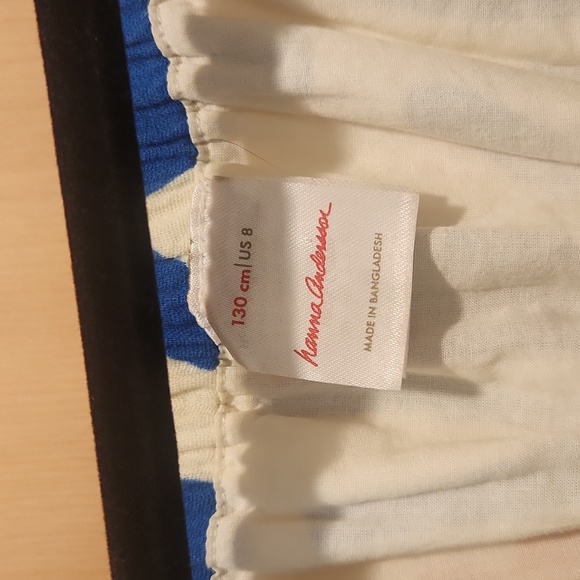 130 cm | US 8
hanna andersson
MADE IN BANGLADESH